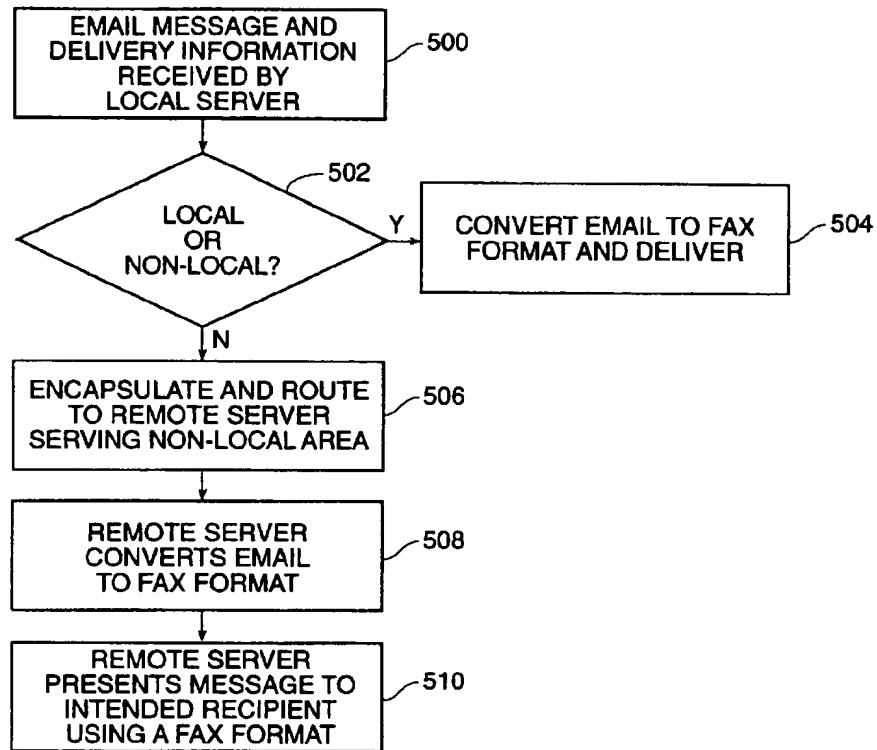 EMAIL MESSAGE AND
DELIVERY INFORMATION
RECEIVED BY
LOCAL SERVER
500
502
LOCAL
OR
NON-LOCAL?
Y
CONVERT EMAIL TO FAX
FORMAT AND DELIVER
504
N
ENCAPSULATE AND ROUTE
TO REMOTE SERVER
SERVING NON-LOCAL AREA
506
REMOTE SERVER
CONVERTS EMAIL
TO FAX FORMAT
508
REMOTE SERVER
PRESENTS MESSAGE TO
INTENDED RECIPIENT
USING A FAX FORMAT
510